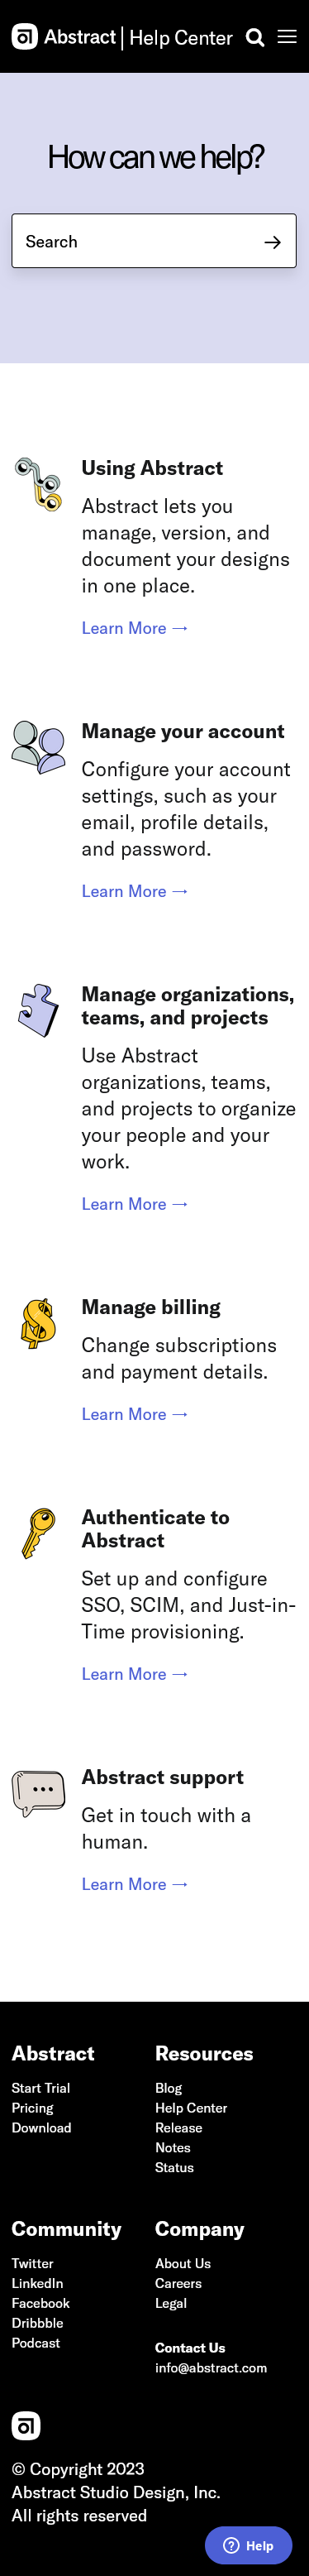 Abstract | Help Center
How can we help?
Search
Using Abstract
Abstract lets you
manage, version, and
document your designs
in one place.
Learn More →
Manage your account
Configure your account
settings, such as your
email, profile details,
and password.
Learn More →
Manage organizations,
teams, and projects
Use Abstract
organizations, teams,
and projects to organize
your people and your
work.
Learn More →
Manage billing
Change subscriptions
and payment details.
Learn More →
Authenticate to
Abstract
Set up and configure
SSO, SCIM, and Just-in-
Time provisioning.
Learn More →
Abstract support
Get in touch with a
human.
Learn More →
Abstract
Start Trial
Pricing
Download
Resources
Blog
Help Center
Release
Notes
Status
Community
Twitter
LinkedIn
Facebook
Dribbble
Podcast
Company
About Us
Careers
Legal
Contact Us
info@abstract.com
© Copyright 2023
Abstract Studio Design, Inc.
All rights reserved
Help